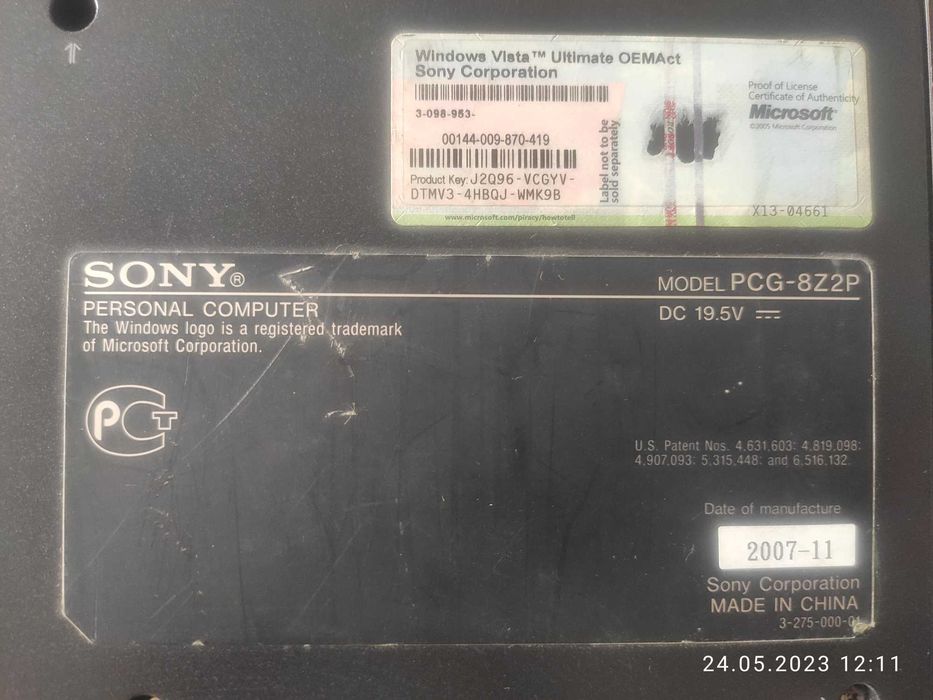 Windows Vista™ Ultimate OEMAct
Sony Corporation
3-098-953-
00144-009-870-419
Product Key: J2Q96-VCGYV-
DTMV3-4HBQJ-WMK9B
Label not to be
sold separately
www.microsoft.com/piracy/howtotell
Proof of License
Certificate of Authenticity
Microsoft®
©2005 Microsoft Corporation
X13-04661
SONY®
MODEL PCG-8Z2P
PERSONAL COMPUTER
DC 19.5V
The Windows logo is a registered trademark
of Microsoft Corporation.
PCT
U.S. Patent Nos. 4,631,603; 4,819,098;
4,907,093; 5,315,448; and 6,516,132.
Date of manufacture
2007-11
Sony Corporation
MADE IN CHINA
3-275-000-01
24.05.2023 12:11